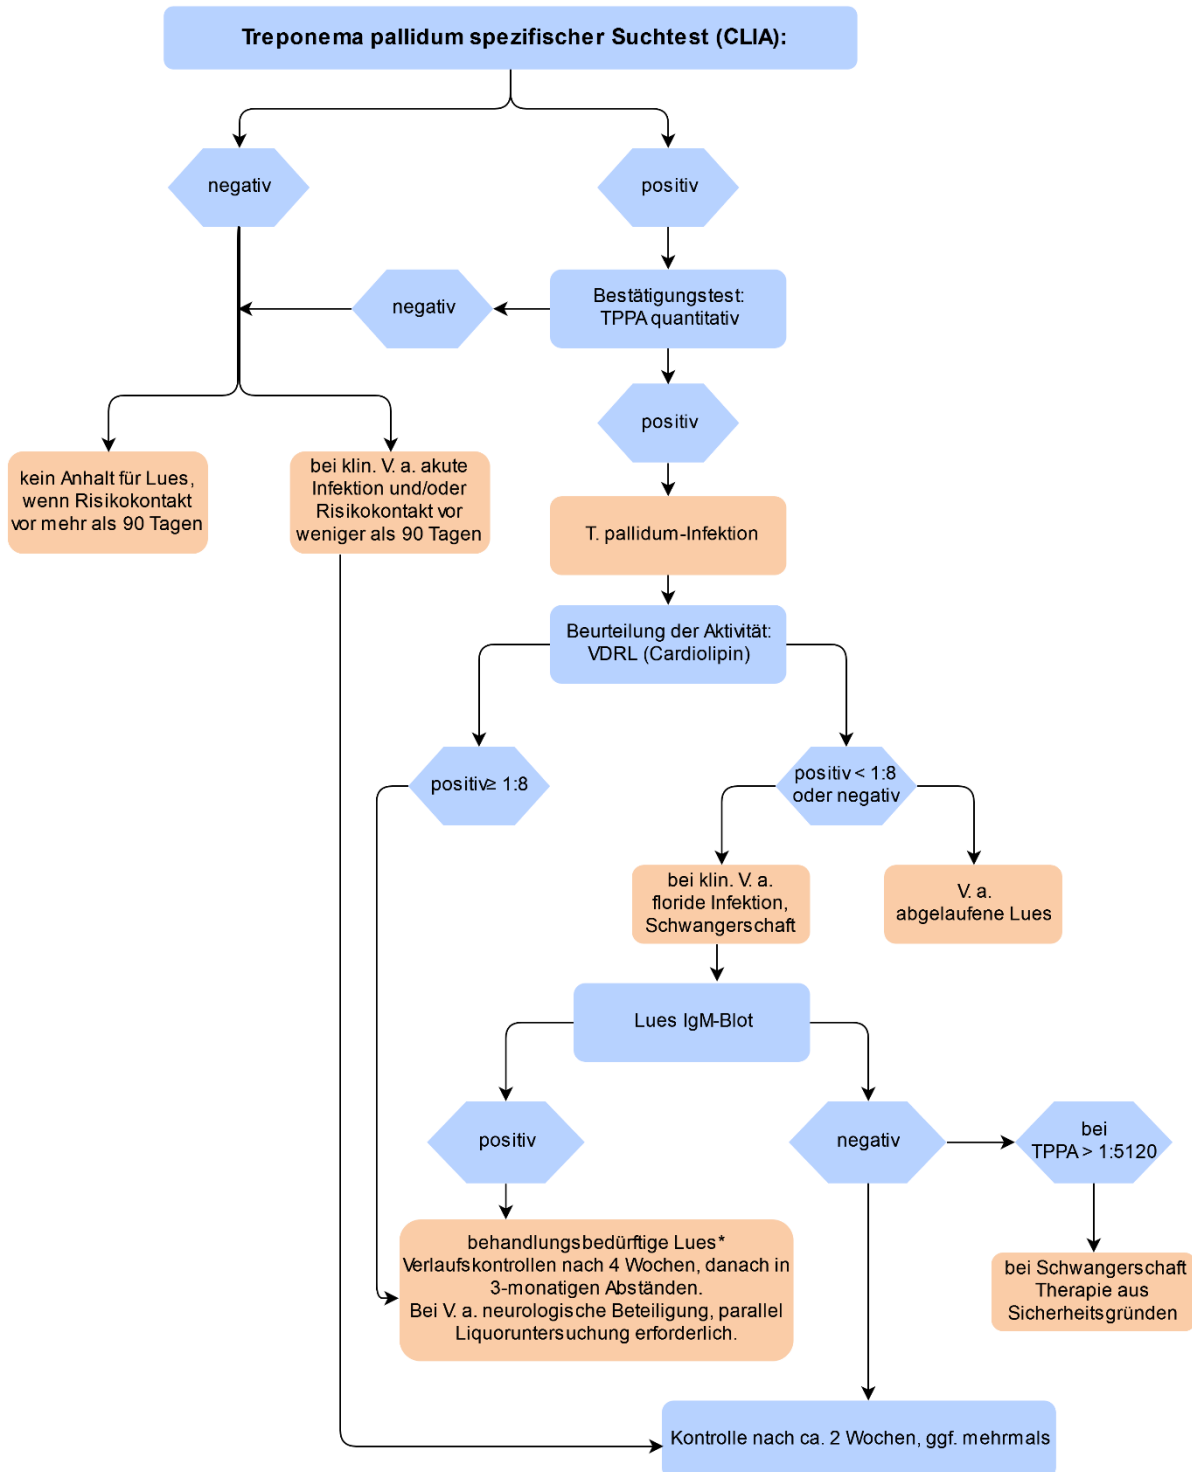 Treponema pallidum spezifischer Suchtest (CLIA):
negativ
positiv
negativ
Bestätigungstest:
TPPA quantitativ
positiv
kein Anhalt für Lues,
wenn Risikokontakt
vor mehr als 90 Tagen
bei klin. V. a. akute
Infektion und/oder
Risikokontakt vor
weniger als 90 Tagen
T. pallidum-Infektion
Beurteilung der Aktivität:
VDRL (Cardiolipin)
positiv≥ 1:8
positiv < 1:8
oder negativ
bei klin. V. a.
floride Infektion,
Schwangerschaft
V. a.
abgelaufene Lues
Lues IgM-Blot
positiv
negativ
bei
TPPA > 1:5120
behandlungsbedürftige Lues*
Verlaufskontrollen nach 4 Wochen, danach in
3-monatigen Abständen.
Bei V. a. neurologische Beteiligung, parallel
Liquoruntersuchung erforderlich.
bei Schwangerschaft
Therapie aus
Sicherheitsgründen
Kontrolle nach ca. 2 Wochen, ggf. mehrmals